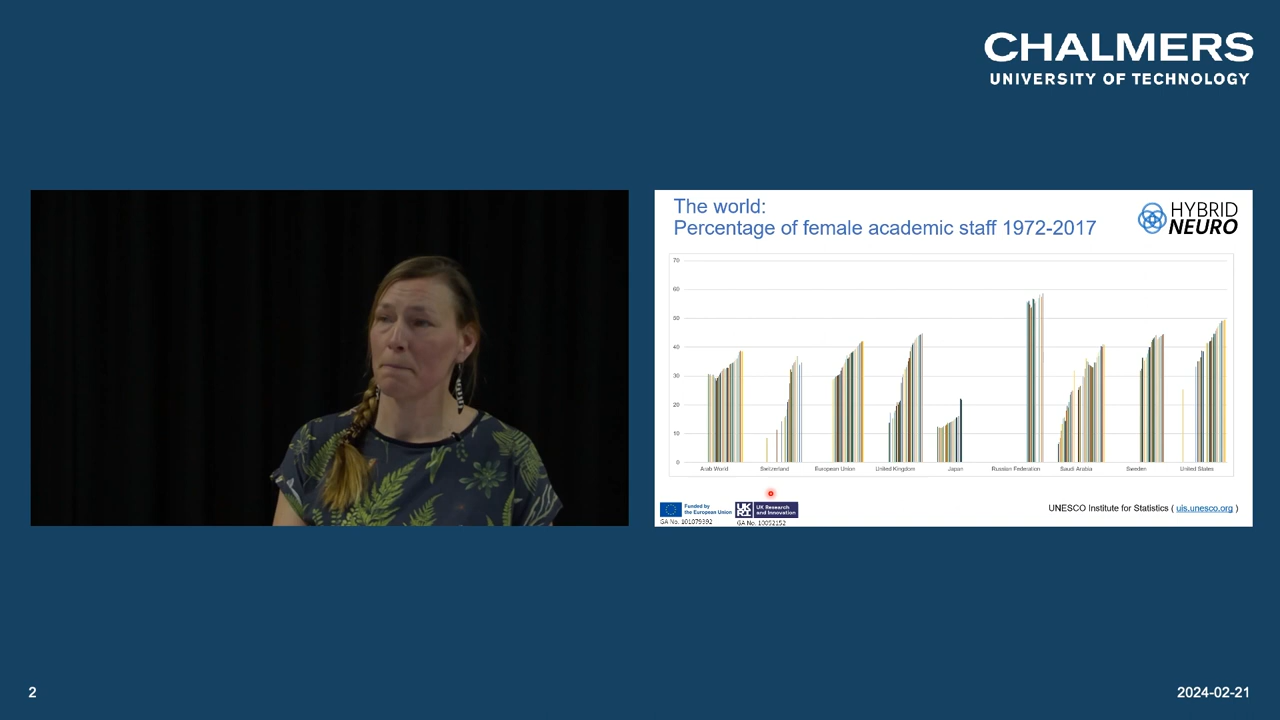 CHALMERS
UNIVERSITY OF TECHNOLOGY
The world:
Percentage of female academic staff 1972-2017
HYBRID
NEURO
70
60
50
40
30
20
10
0
Arab World
Switzerland
European Union
United Kingdom
Japan
Russian Federation
Saudi Arabia
Sweden
United States
Funded by
the European Union
GA No. 101079392
UK
RI
UK Research
and Innovation
GA No. 10052152
UNESCO Institute for Statistics ( uis.unesco.org )
2
2024-02-21